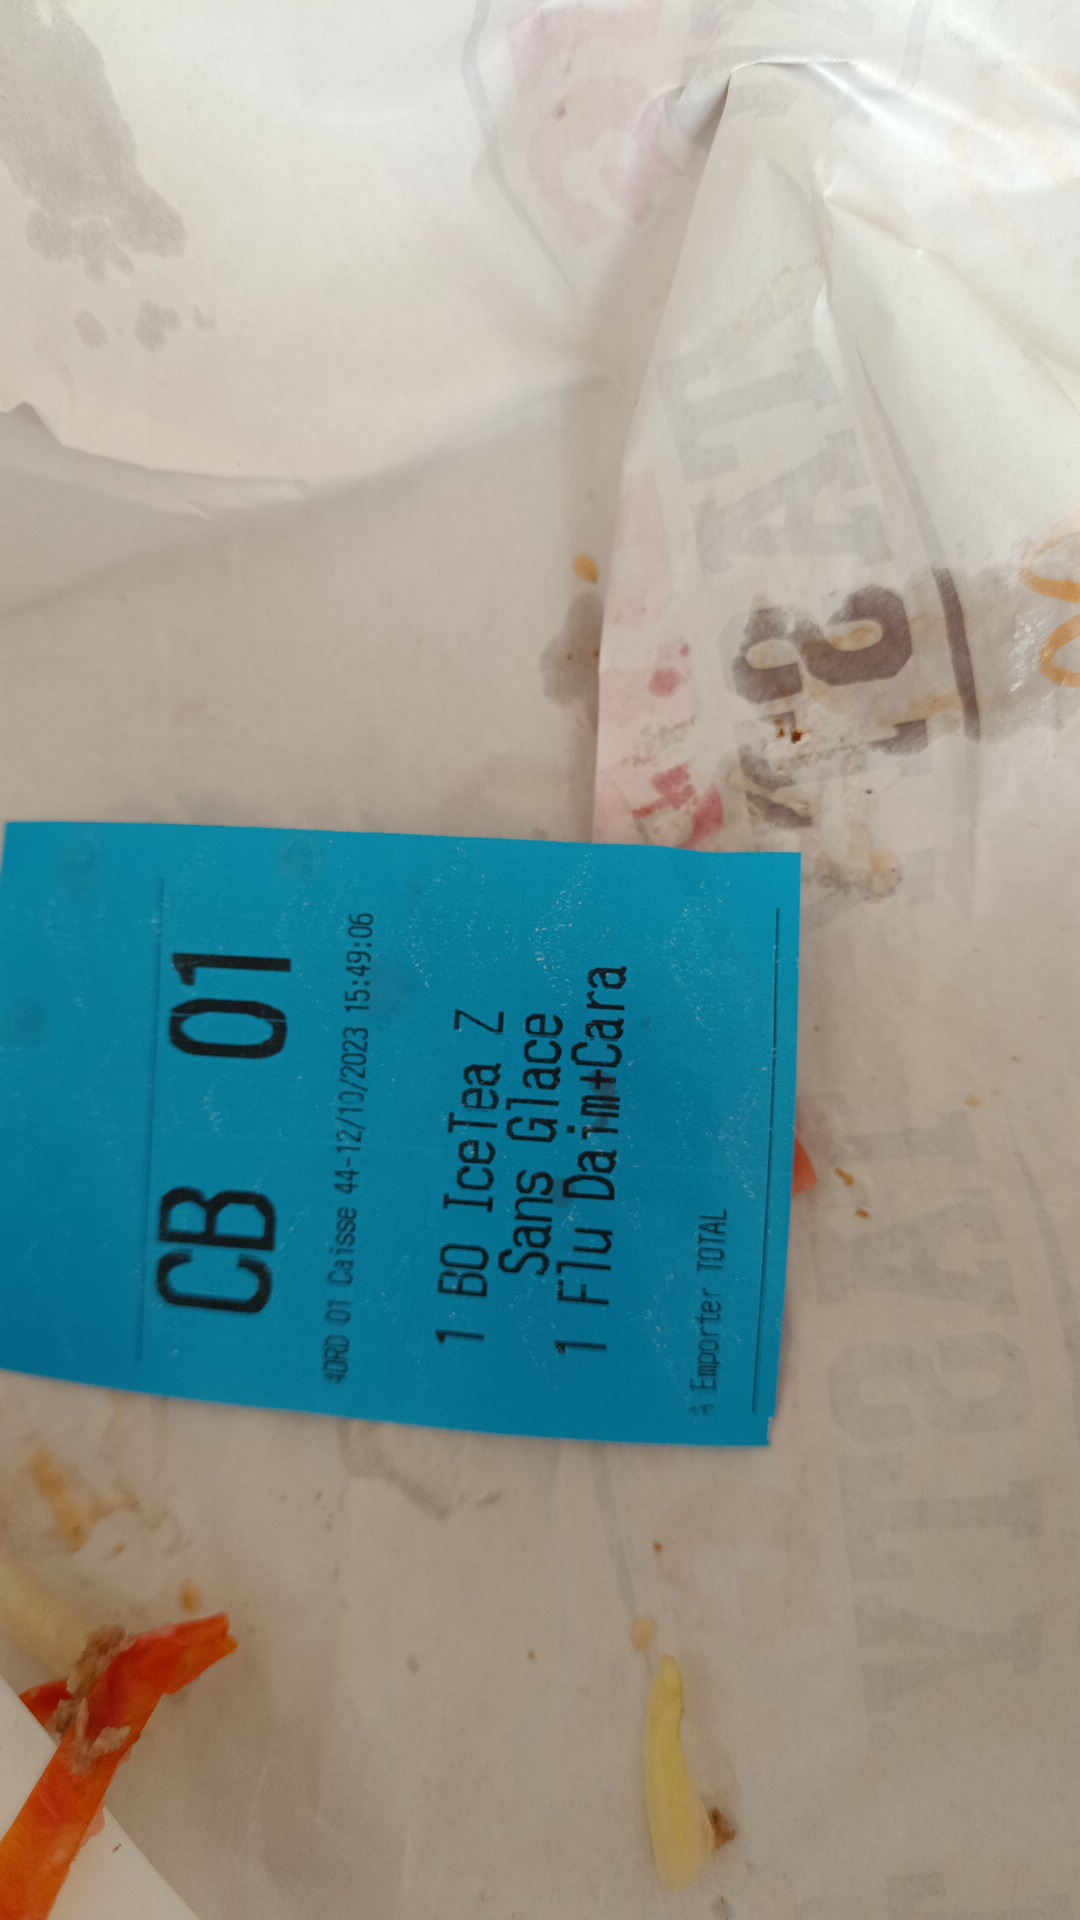 CB 01
ORD 01 Caisse 44-12/10/2023 15:49:06
1 BO IceTea Z
Sans Glace
1 Flu Daim+Cara
A Emporter TOTAL